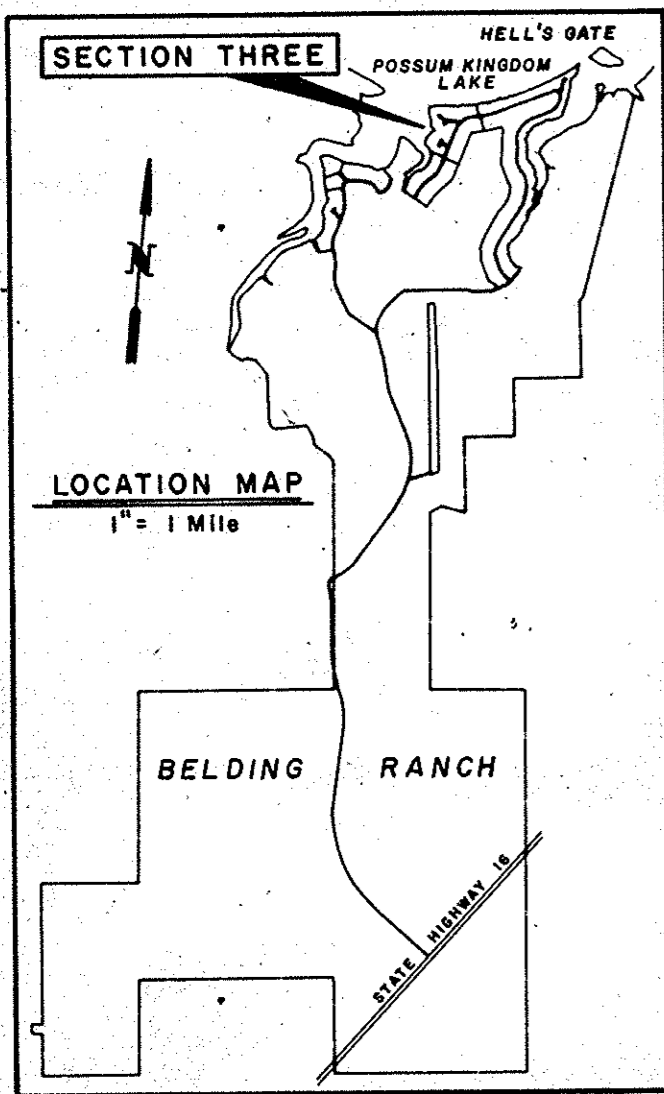 HELL'S GATE
SECTION THREE
POSSUM KINGDOM
LAKE
N
LOCATION MAP
1" = 1 Mile
BELDING RANCH
STATE HIGHWAY 16